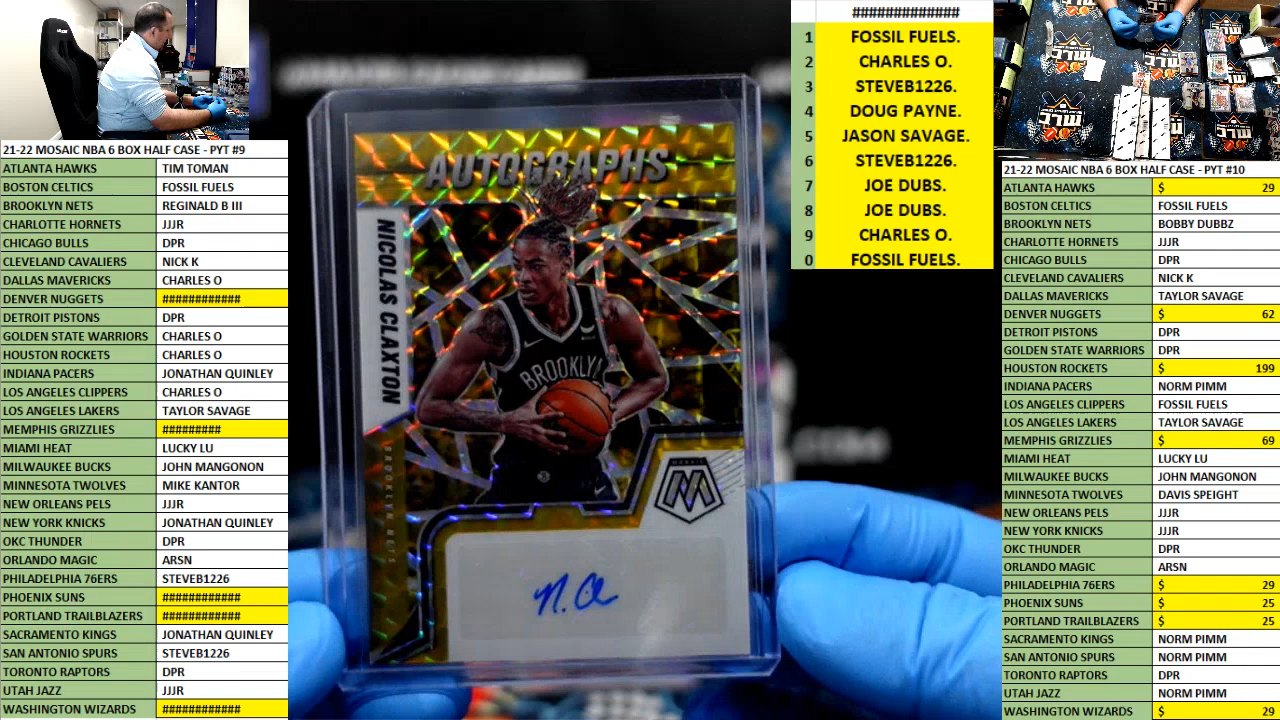 21-22 MOSAIC NBA 6 BOX HALF CASE - PYT #9
ATLANTA HAWKS TIM TOMAN
BOSTON CELTICS FOSSIL FUELS
BROOKLYN NETS REGINALD B III
CHARLOTTE HORNETS JJJR
CHICAGO BULLS DPR
CLEVELAND CAVALIERS NICK K
DALLAS MAVERICKS CHARLES O
DENVER NUGGETS ############
DETROIT PISTONS DPR
GOLDEN STATE WARRIORS CHARLES O
HOUSTON ROCKETS CHARLES O
INDIANA PACERS JONATHAN QUINLEY
LOS ANGELES CLIPPERS CHARLES O
LOS ANGELES LAKERS TAYLOR SAVAGE
MEMPHIS GRIZZLIES #########
MIAMI HEAT LUCKY LU
MILWAUKEE BUCKS JOHN MANGONON
MINNESOTA TWOLVES MIKE KANTOR
NEW ORLEANS PELS JJJR
NEW YORK KNICKS JONATHAN QUINLEY
OKC THUNDER DPR
ORLANDO MAGIC ARSN
PHILADELPHIA 76ERS STEVEB1226
PHOENIX SUNS ############
PORTLAND TRAILBLAZERS ############
SACRAMENTO KINGS JONATHAN QUINLEY
SAN ANTONIO SPURS STEVEB1226
TORONTO RAPTORS DPR
UTAH JAZZ JJJR
WASHINGTON WIZARDS ############
AUTOGRAPHS
NICOLAS CLAXTON
BROOKLYN
BROOKLYN NETS
MOSAIC
M
N. Cl
#############
1 FOSSIL FUELS.
2 CHARLES O.
3 STEVEB1226.
4 DOUG PAYNE.
5 JASON SAVAGE.
6 STEVEB1226.
7 JOE DUBS.
8 JOE DUBS.
9 CHARLES O.
0 FOSSIL FUELS.
MLC
21-22 MOSAIC NBA 6 BOX HALF CASE - PYT #10
ATLANTA HAWKS $ 29
BOSTON CELTICS FOSSIL FUELS
BROOKLYN NETS BOBBY DUBBZ
CHARLOTTE HORNETS JJJR
CHICAGO BULLS DPR
CLEVELAND CAVALIERS NICK K
DALLAS MAVERICKS TAYLOR SAVAGE
DENVER NUGGETS $ 62
DETROIT PISTONS DPR
GOLDEN STATE WARRIORS DPR
HOUSTON ROCKETS $ 199
INDIANA PACERS NORM PIMM
LOS ANGELES CLIPPERS FOSSIL FUELS
LOS ANGELES LAKERS TAYLOR SAVAGE
MEMPHIS GRIZZLIES $ 69
MIAMI HEAT LUCKY LU
MILWAUKEE BUCKS JOHN MANGONON
MINNESOTA TWOLVES DAVIS SPEIGHT
NEW ORLEANS PELS JJJR
NEW YORK KNICKS JJJR
OKC THUNDER DPR
ORLANDO MAGIC ARSN
PHILADELPHIA 76ERS $ 29
PHOENIX SUNS $ 25
PORTLAND TRAILBLAZERS $ 25
SACRAMENTO KINGS NORM PIMM
SAN ANTONIO SPURS NORM PIMM
TORONTO RAPTORS DPR
UTAH JAZZ NORM PIMM
WASHINGTON WIZARDS $ 29